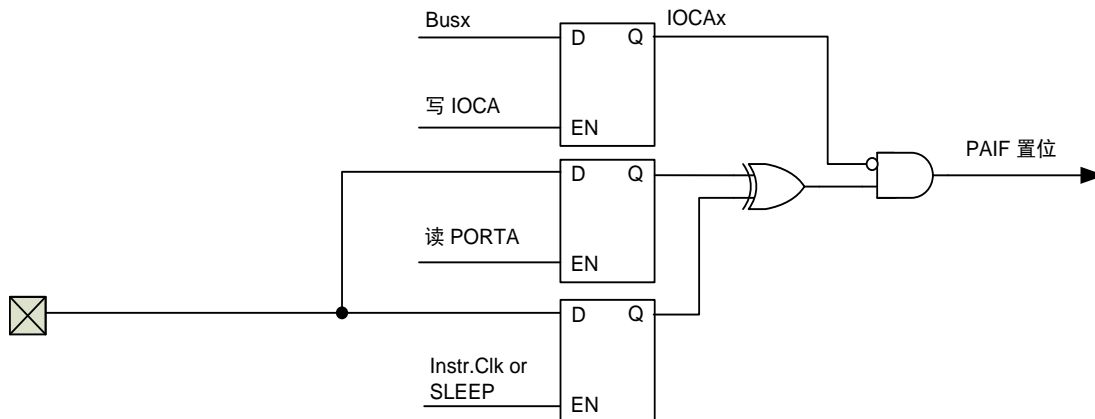 Busx
IOCAx
D
Q
写 IOCA
EN
PAIF 置位
D
Q
读 PORTA
EN
D
Q
Instr.Clk or
SLEEP
EN